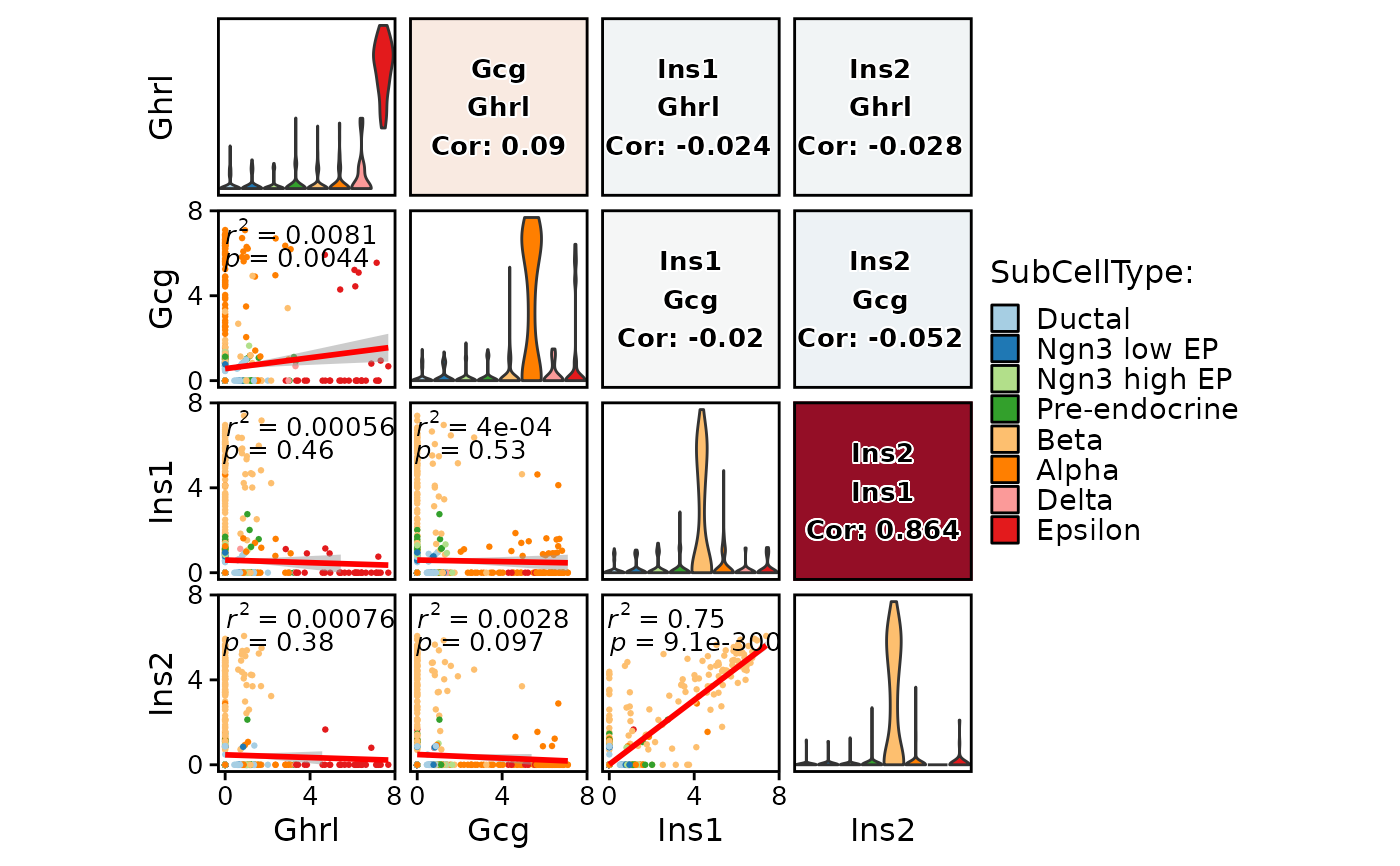 Ghrl
Gcg
Ghrl
Cor: 0.09
Ins1
Ghrl
Cor: -0.024
Ins2
Ghrl
Cor: -0.028
Gcg
8
4
0
r² = 0.0081
p = 0.0044
Ins1
Gcg
Cor: -0.02
Ins2
Gcg
Cor: -0.052
Ins1
8
4
0
r² = 0.00056
p = 0.46
r² = 4e-04
p = 0.53
Ins2
Ins1
Cor: 0.864
Ins2
8
4
0
r² = 0.00076
p = 0.38
r² = 0.0028
p = 0.097
r² = 0.75
p = 9.1e-300
0 4 8 0 4 8 0 4 8
Ghrl Gcg Ins1 Ins2
SubCellType:
Ductal
Ngn3 low EP
Ngn3 high EP
Pre-endocrine
Beta
Alpha
Delta
Epsilon